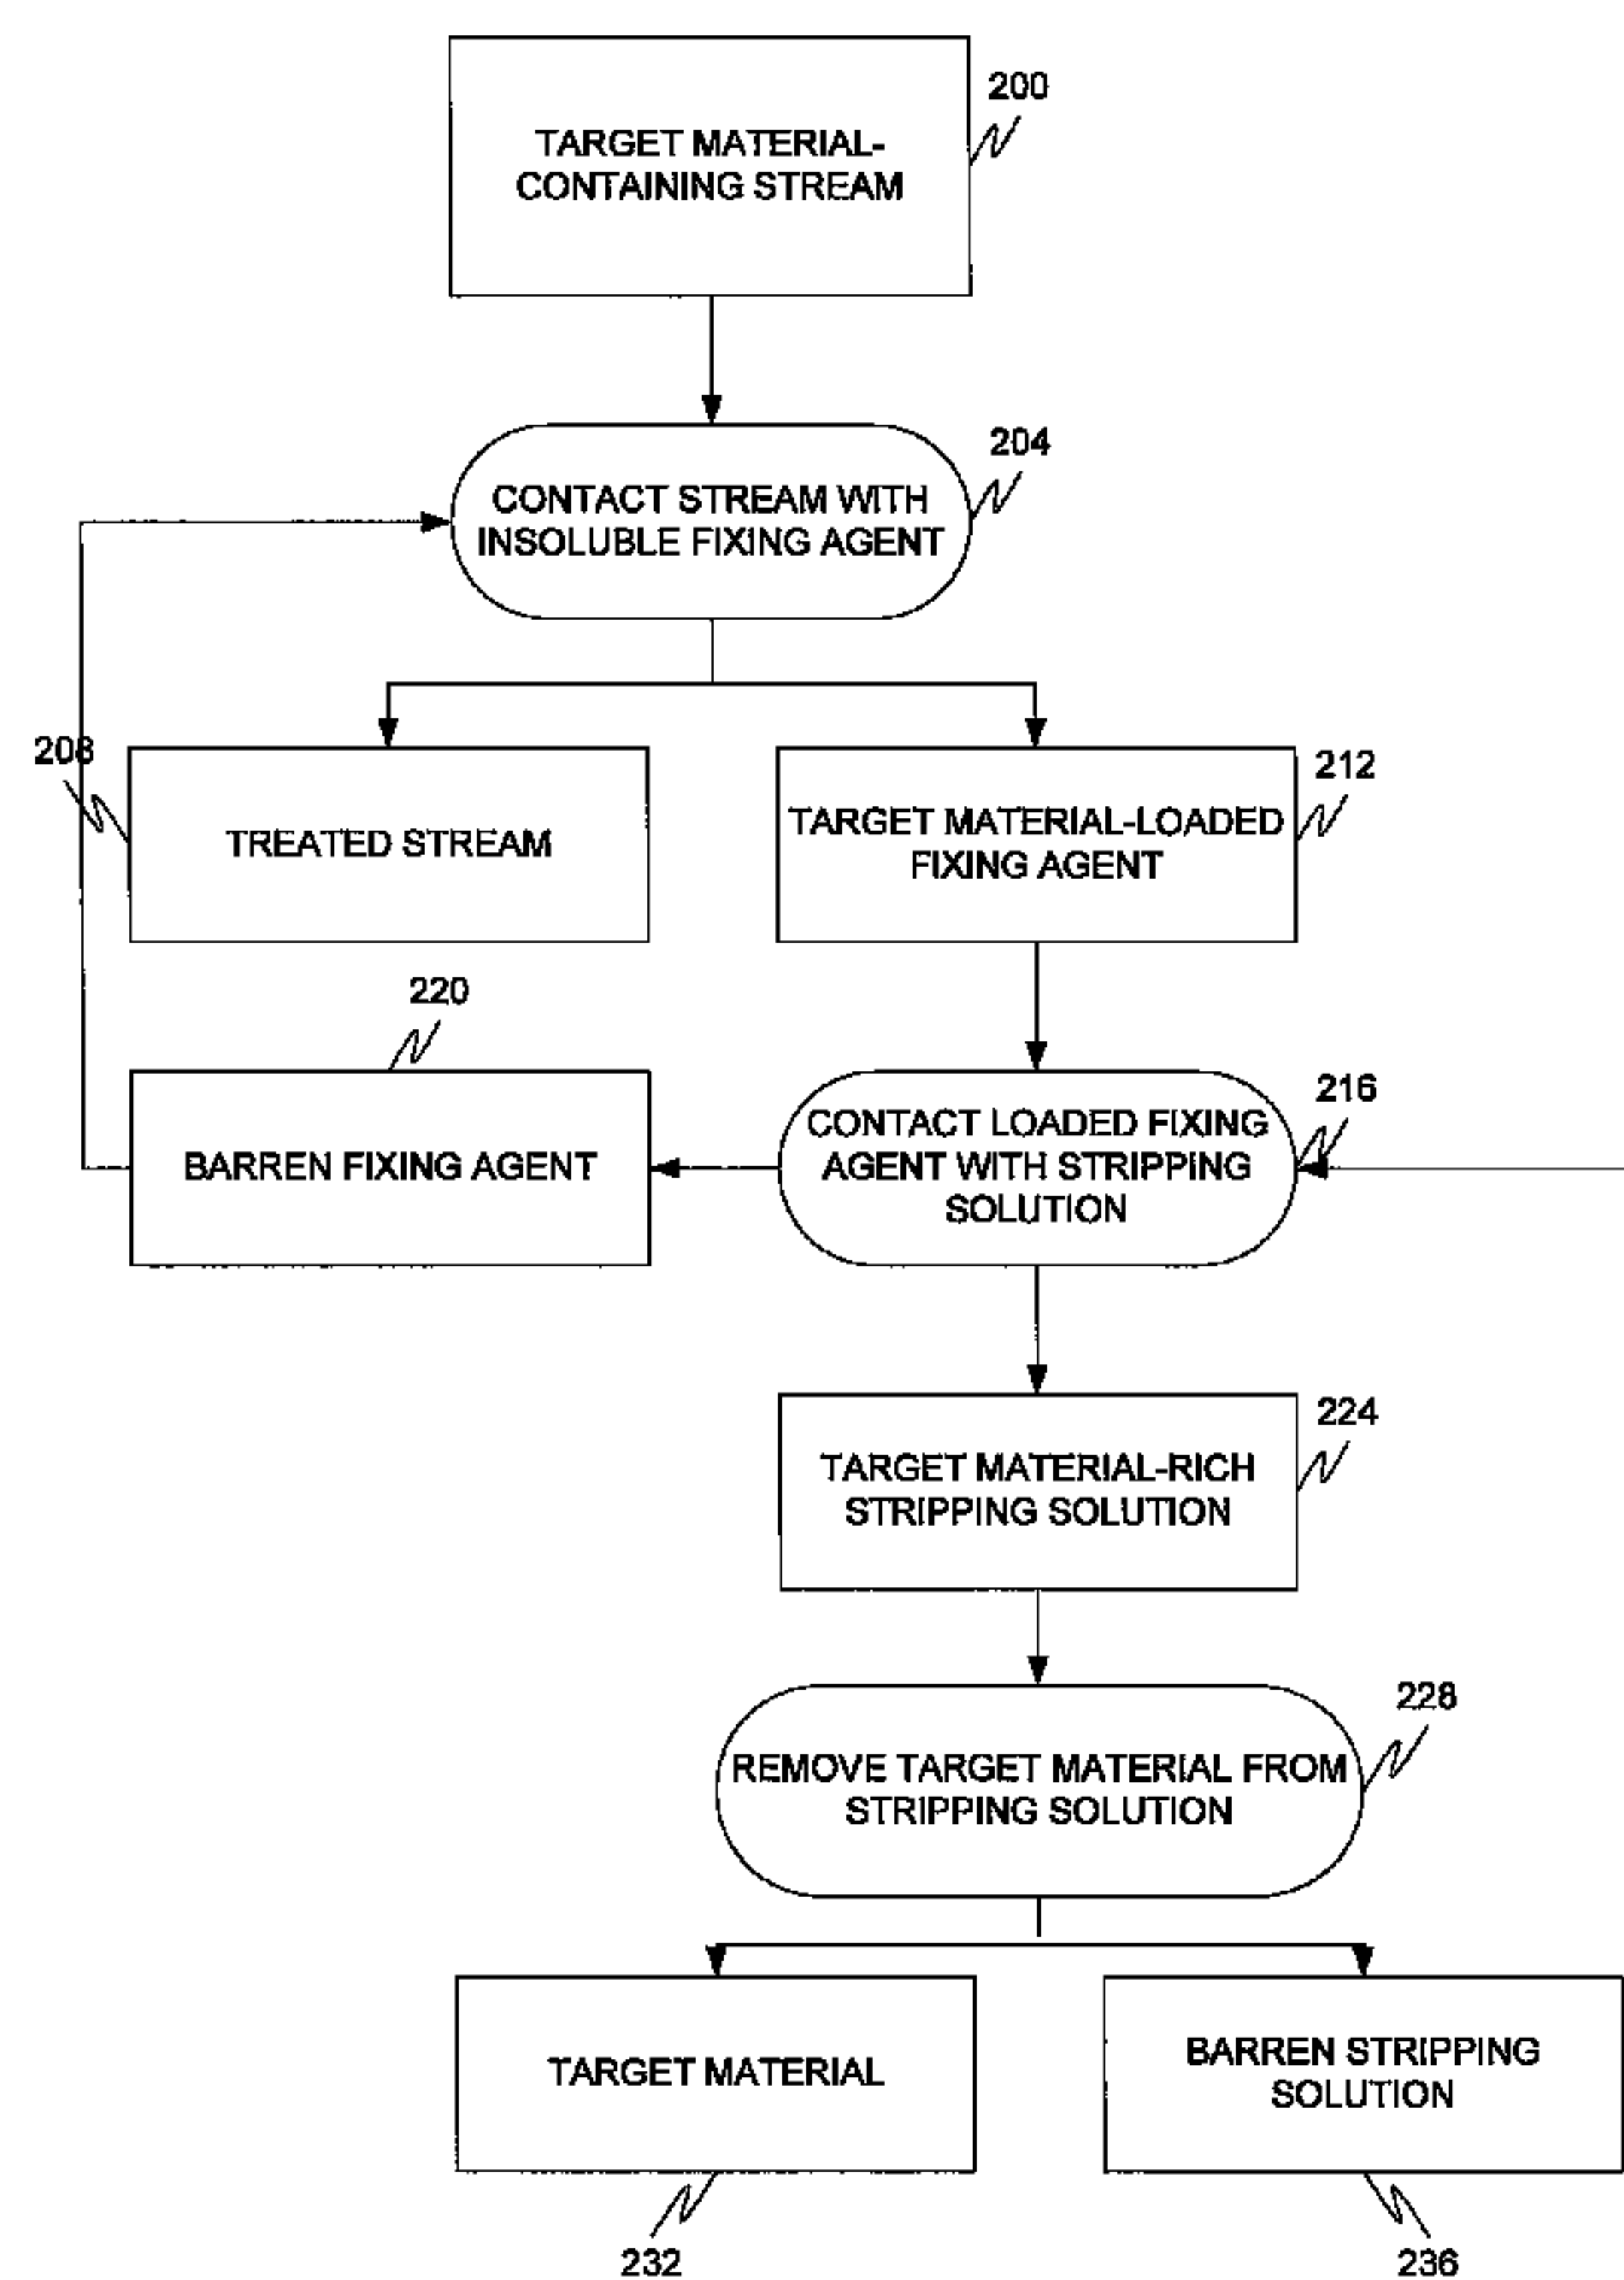 200
TARGET MATERIAL-
CONTAINING STREAM
204
CONTACT STREAM WITH
INSOLUBLE FIXING AGENT
208
TREATED STREAM
212
TARGET MATERIAL-LOADED
FIXING AGENT
220
BARREN FIXING AGENT
216
CONTACT LOADED FIXING
AGENT WITH STRIPPING
SOLUTION
224
TARGET MATERIAL-RICH
STRIPPING SOLUTION
228
REMOVE TARGET MATERIAL FROM
STRIPPING SOLUTION
TARGET MATERIAL
BARREN STRIPPING
SOLUTION
232
236